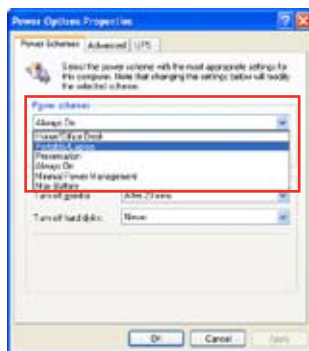 Power Options Properties
Power Schemes Advanced UPS
Select the power scheme with the most appropriate settings for
this computer. Note that changing the settings below will modify
the selected scheme.
Power schemes
Always On
Home/Office Desk
Portable/Laptop
Presentation
Always On
Minimal Power Management
Max Battery
Turn off monitor: After 20 mins
Turn off hard disks: Never
OK Cancel Apply